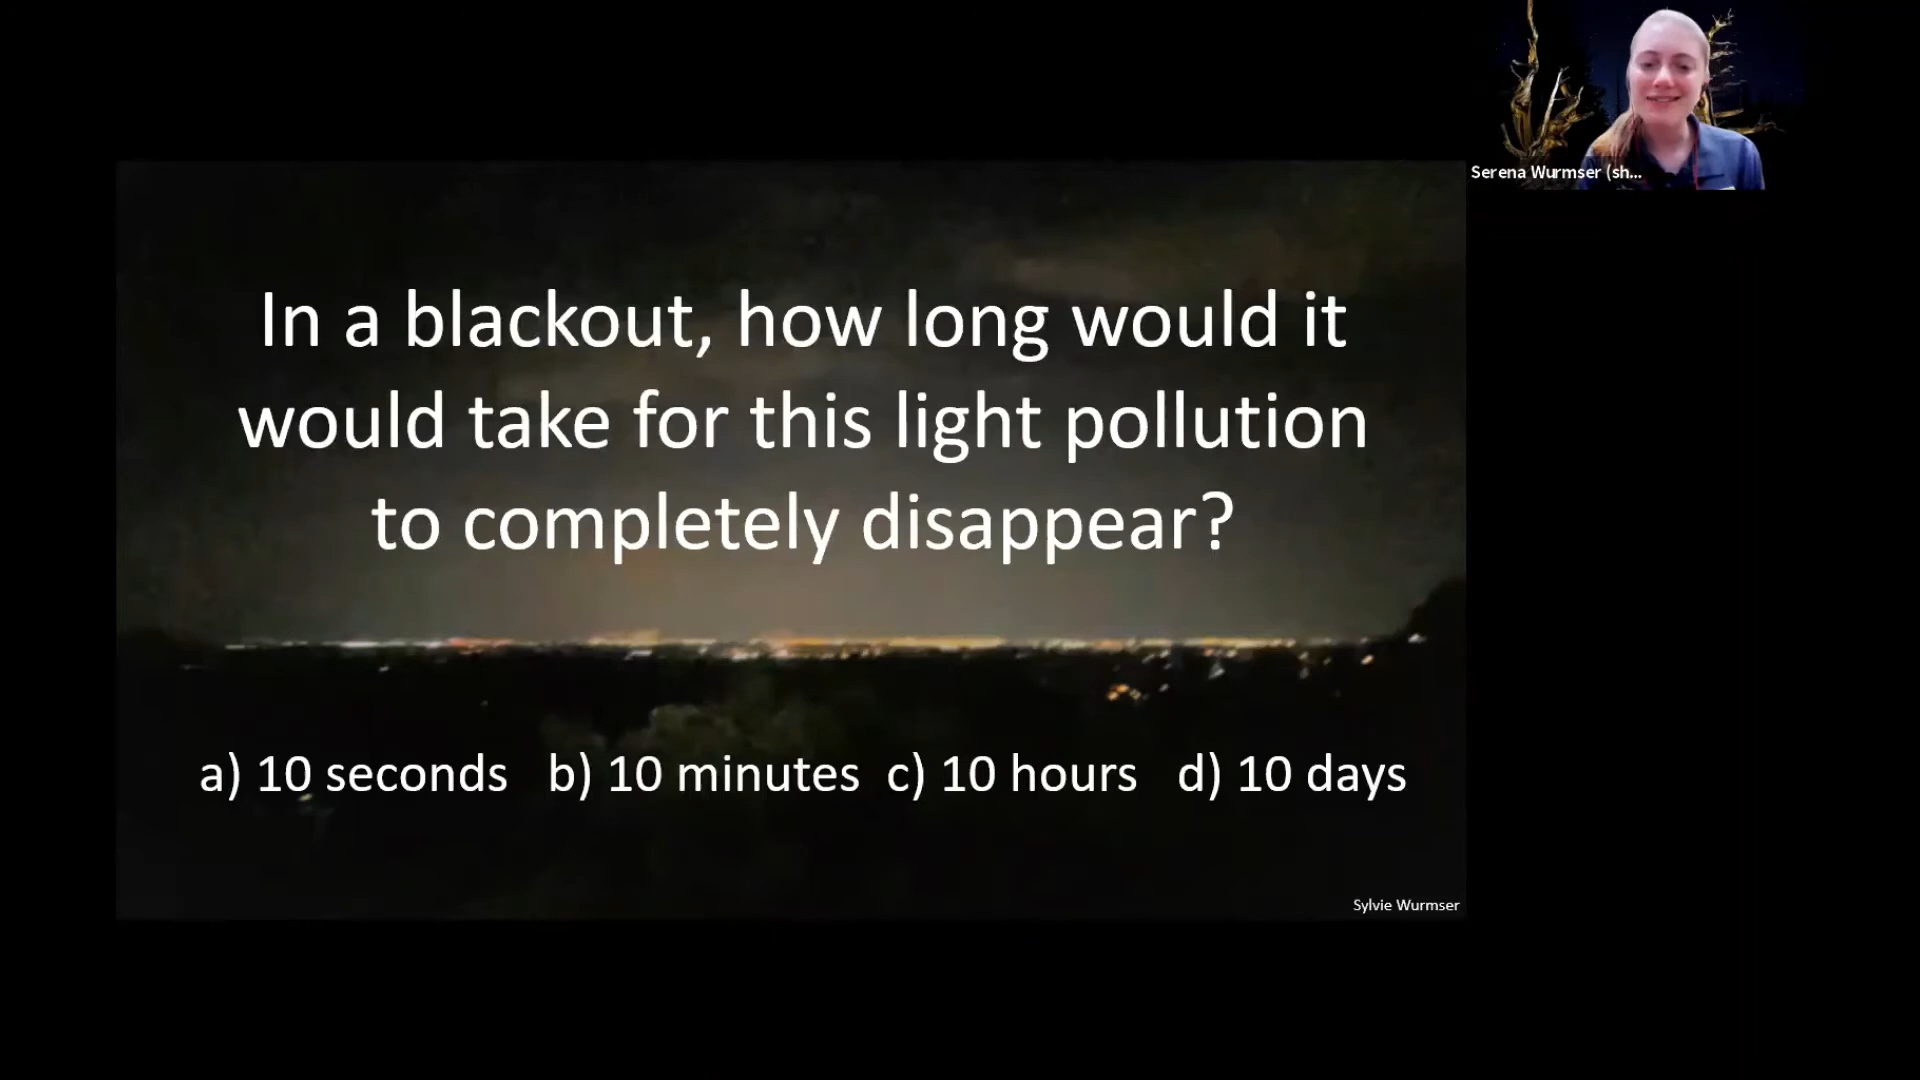 Serena Wurmser (sh...
In a blackout, how long would it
would take for this light pollution
to completely disappear?
a) 10 seconds b) 10 minutes c) 10 hours d) 10 days
Sylvie Wurmser